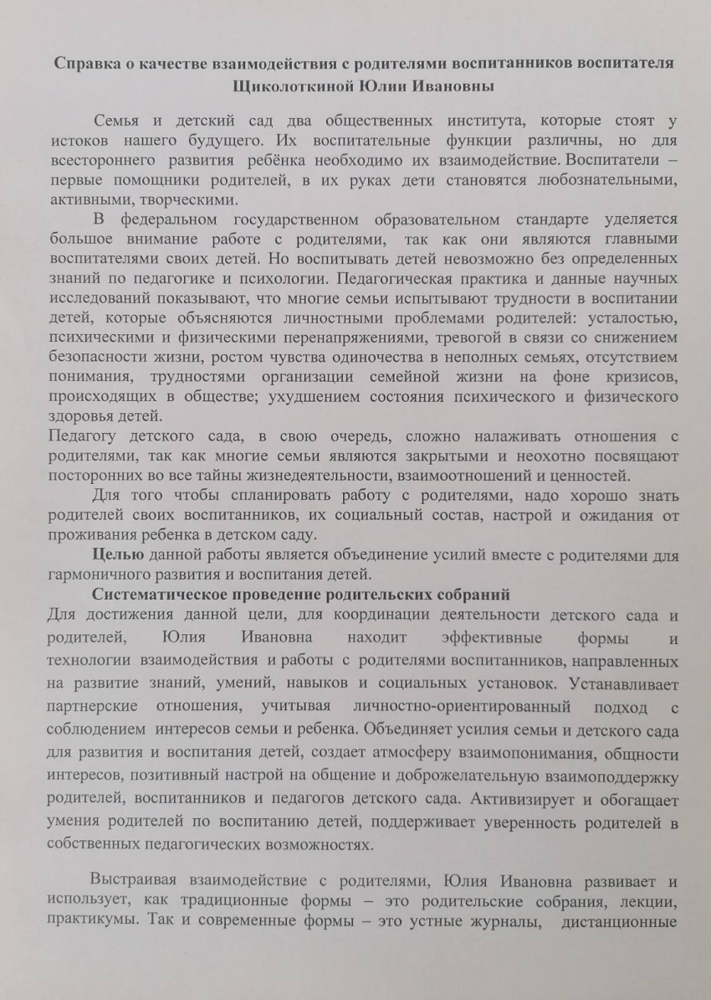 Справка о качестве взаимодействия с родителями воспитанников воспитателя
Щиколоткиной Юлии Ивановны
Семья и детский сад два общественных института, которые стоят у
истоков нашего будущего. Их воспитательные функции различны, но для
всестороннего развития ребёнка необходимо их взаимодействие. Воспитатели –
первые помощники родителей, в их руках дети становятся любознательными,
активными, творческими.
В федеральном государственном образовательном стандарте уделяется
большое внимание работе с родителями, так как они являются главными
воспитателями своих детей. Но воспитывать детей невозможно без определенных
знаний по педагогике и психологии. Педагогическая практика и данные научных
исследований показывают, что многие семьи испытывают трудности в воспитании
детей, которые объясняются личностными проблемами родителей: усталостью,
психическими и физическими перенапряжениями, тревогой в связи со снижением
безопасности жизни, ростом чувства одиночества в неполных семьях, отсутствием
понимания, трудностями организации семейной жизни на фоне кризисов,
происходящих в обществе; ухудшением состояния психического и физического
здоровья детей.
Педагогу детского сада, в свою очередь, сложно налаживать отношения с
родителями, так как многие семьи являются закрытыми и неохотно посвящают
посторонних во все тайны жизнедеятельности, взаимоотношений и ценностей.
Для того чтобы спланировать работу с родителями, надо хорошо знать
родителей своих воспитанников, их социальный состав, настрой и ожидания от
проживания ребенка в детском саду.
Целью данной работы является объединение усилий вместе с родителями для
гармоничного развития и воспитания детей.
Систематическое проведение родительских собраний
Для достижения данной цели, для координации деятельности детского сада и
родителей, Юлия Ивановна находит эффективные формы и
технологии взаимодействия и работы с родителями воспитанников, направленных
на развитие знаний, умений, навыков и социальных установок. Устанавливает
партнерские отношения, учитывая личностно-ориентированный подход с
соблюдением интересов семьи и ребенка. Объединяет усилия семьи и детского сада
для развития и воспитания детей, создает атмосферу взаимопонимания, общности
интересов, позитивный настрой на общение и доброжелательную взаимоподдержку
родителей, воспитанников и педагогов детского сада. Активизирует и обогащает
умения родителей по воспитанию детей, поддерживает уверенность родителей в
собственных педагогических возможностях.
Выстраивая взаимодействие с родителями, Юлия Ивановна развивает и
использует, как традиционные формы – это родительские собрания, лекции,
практикумы. Так и современные формы – это устные журналы, дистанционные